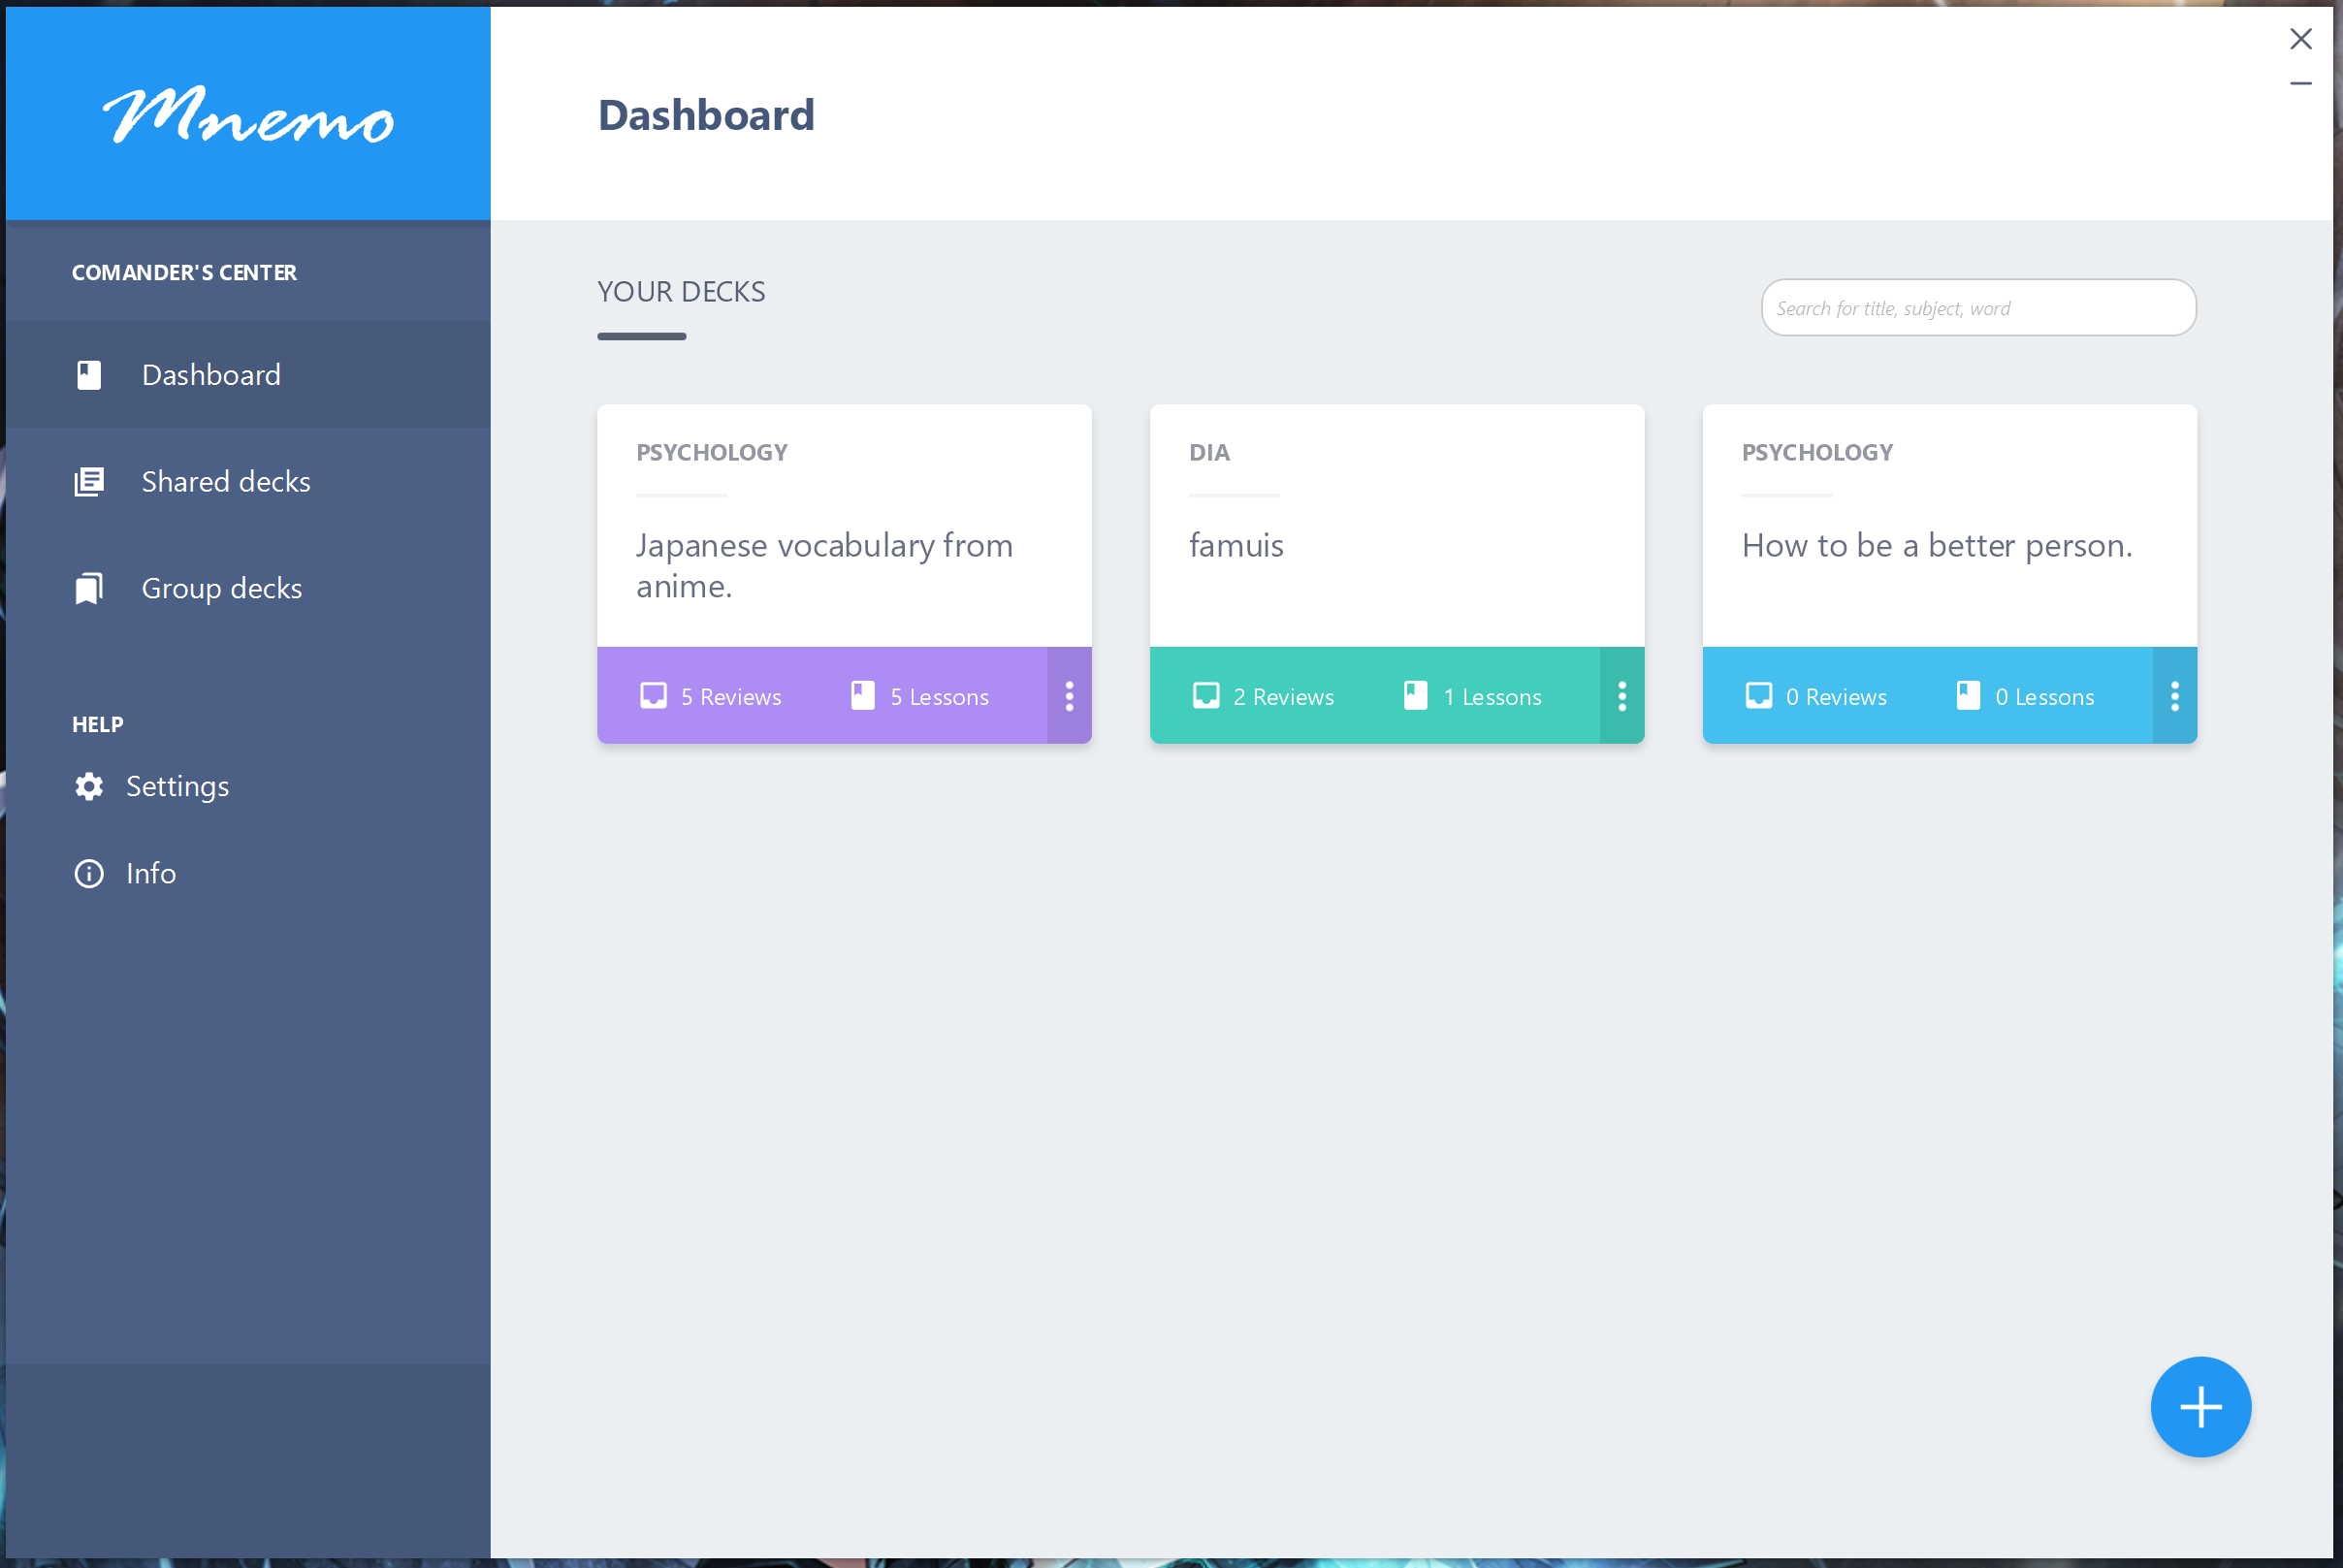 Mnemo
Dashboard
COMANDER'S CENTER
Dashboard
Shared decks
Group decks
HELP
Settings
Info
YOUR DECKS
Search for title, subject, word
PSYCHOLOGY
Japanese vocabulary from
anime.
5 Reviews
5 Lessons
DIA
famuis
2 Reviews
1 Lessons
PSYCHOLOGY
How to be a better person.
0 Reviews
0 Lessons